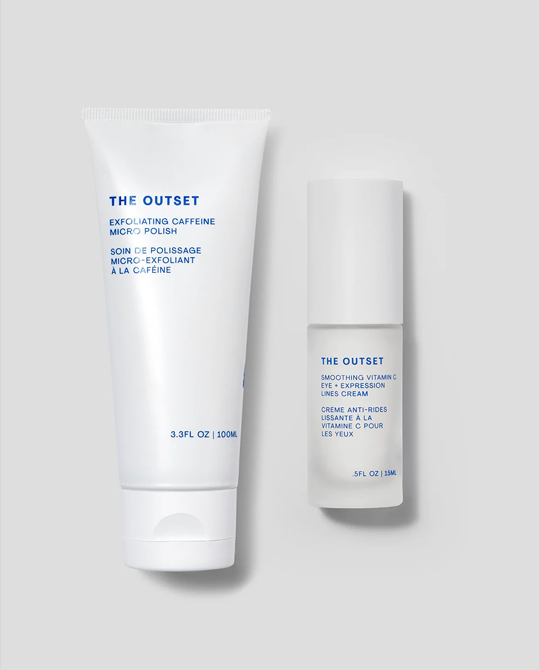 THE OUTSET
EXFOLIATING CAFFEINE
MICRO POLISH
SOIN DE POLISSAGE
MICRO-EXFOLIANT
À LA CAFÉINE
3.3FL OZ | 100ML
THE OUTSET
SMOOTHING VITAMIN C
EYE + EXPRESSION
LINES CREAM
CRÈME ANTI-RIDES
LISSANTE À LA
VITAMINE C POUR
LES YEUX
.5FL OZ | 15ML